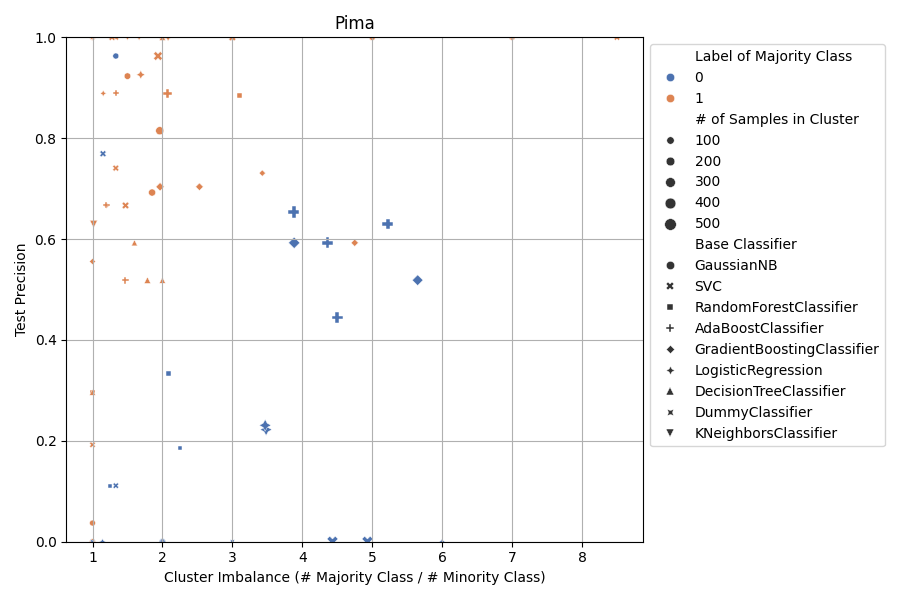 Pima
1.0
0.8
0.6
0.4
0.2
0.0
Test Precision
1
2
3
4
5
6
7
8
Cluster Imbalance (# Majority Class / # Minority Class)
Label of Majority Class
0
1
# of Samples in Cluster
100
200
300
400
500
Base Classifier
GaussianNB
SVC
RandomForestClassifier
AdaBoostClassifier
GradientBoostingClassifier
LogisticRegression
DecisionTreeClassifier
DummyClassifier
KNeighborsClassifier